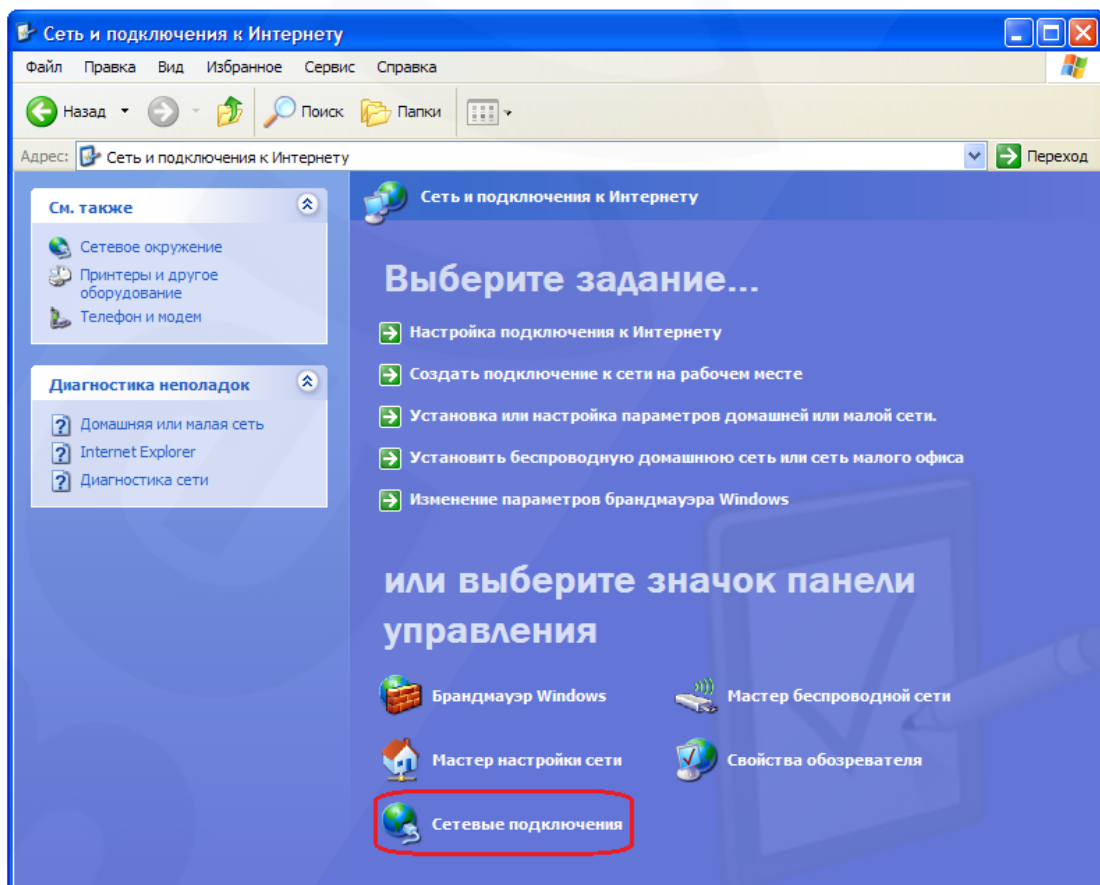 Сеть и подключения к Интернету
Файл Правка Вид Избранное Сервис Справка
Назад Поиск Папки
Адрес: Сеть и подключения к Интернету Переход
См. также
Сетевое окружение
Принтеры и другое
оборудование
Телефон и модем
Диагностика неполадок
Домашняя или малая сеть
Internet Explorer
Диагностика сети
Сеть и подключения к Интернету
Выберите задание...
Настройка подключения к Интернету
Создать подключение к сети на рабочем месте
Установка или настройка параметров домашней или малой сети.
Установить беспроводную домашнюю сеть или сеть малого офиса
Изменение параметров брандмауэра Windows
или выберите значок панели
управления
Брандмауэр Windows Мастер беспроводной сети
Мастер настройки сети Свойства обозревателя
Сетевые подключения